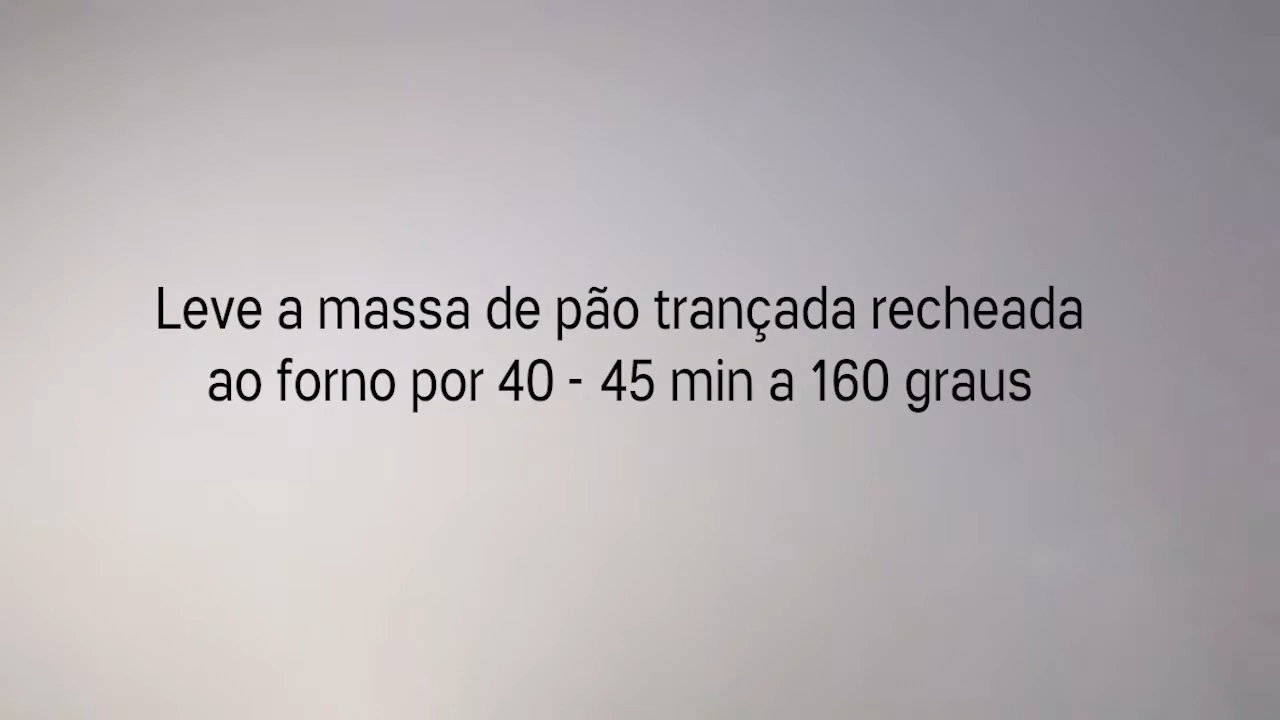 Leve a massa de pão trançada recheada
ao forno por 40 - 45 min a 160 graus